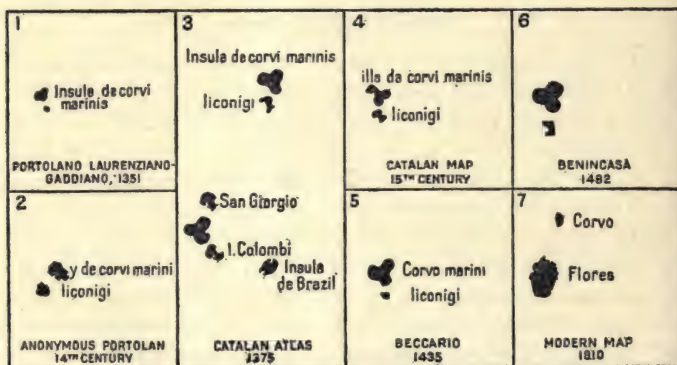 1
Insula de corvi
marinis
PORTOLANO LAURENZIANO-
GADDIANO, 1351
2
y de corvi marini
liconigi
ANONYMOUS PORTOLAN
14TH CENTURY
3
Insula de corvi marinis
liconigi
San Giorgio
I. Colombi
Insula
de Brazil
CATALAN ATLAS
1375
4
illa da corvi marinis
liconigi
CATALAN MAP
15TH CENTURY
5
Corvo marini
liconigi
BECCARIO
1435
6
BENINCASA
1482
7
Corvo
Flores
MODERN MAP
1910